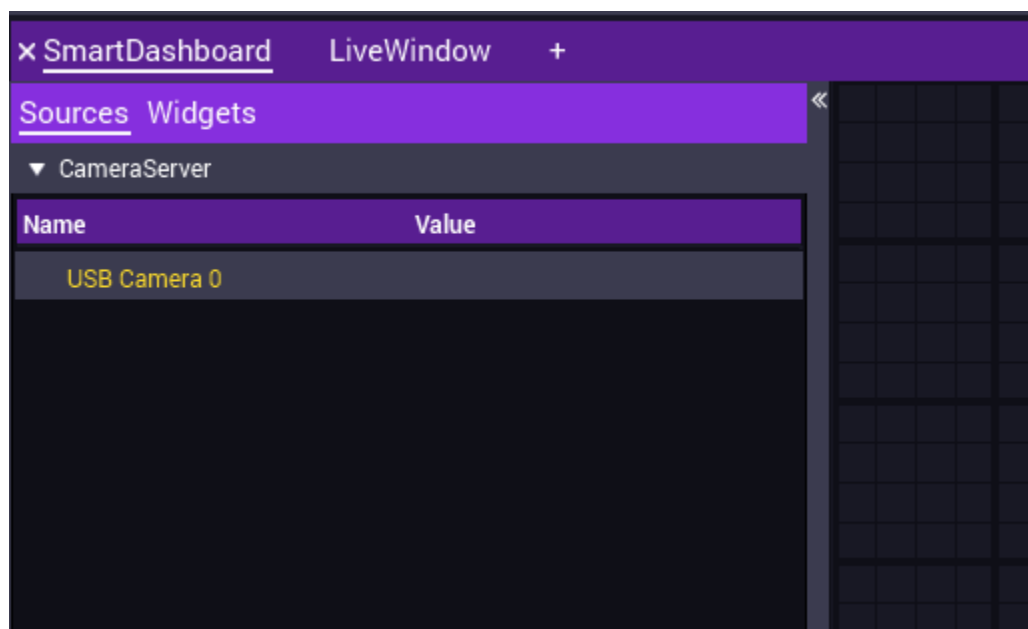 × SmartDashboard LiveWindow +
Sources Widgets «
▼ CameraServer
Name Value
USB Camera 0